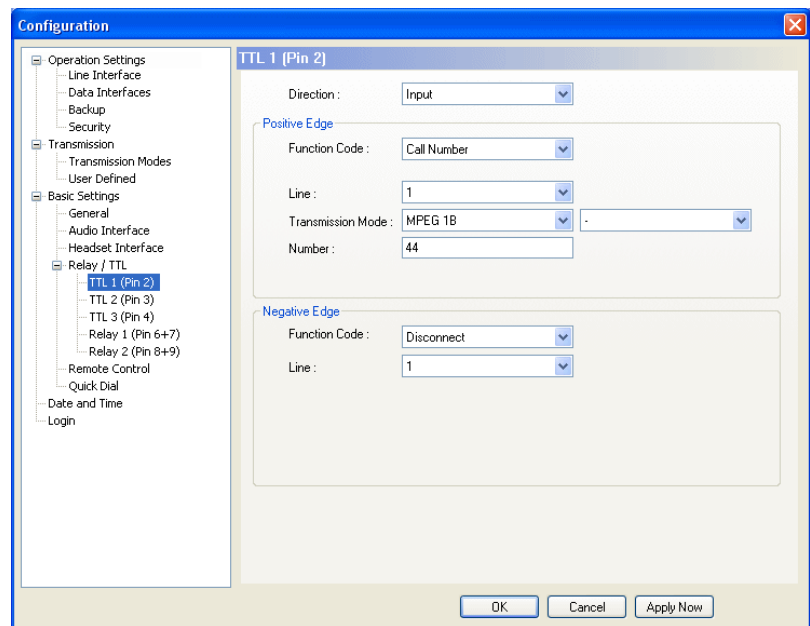 Configuration
Operation Settings
Line Interface
Data Interfaces
Backup
Security
Transmission
Transmission Modes
User Defined
Basic Settings
General
Audio Interface
Headset Interface
Relay / TTL
TTL 1 (Pin 2)
TTL 2 (Pin 3)
TTL 3 (Pin 4)
Relay 1 (Pin 6+7)
Relay 2 (Pin 8+9)
Remote Control
Quick Dial
Date and Time
Login
TTL 1 (Pin 2)
Direction : Input
Positive Edge
Function Code : Call Number
Line : 1
Transmission Mode : MPEG 1B -
Number : 44
Negative Edge
Function Code : Disconnect
Line : 1
OK Cancel Apply Now